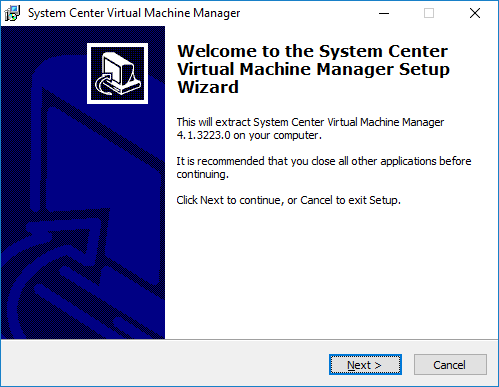 System Center Virtual Machine Manager
Welcome to the System Center
Virtual Machine Manager Setup
Wizard
This will extract System Center Virtual Machine Manager
4.1.3223.0 on your computer.
It is recommended that you close all other applications before
continuing.
Click Next to continue, or Cancel to exit Setup.
Next >
Cancel